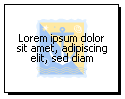 Lorem ipsum dolor
sit amet, adipiscing
elit, sed diam